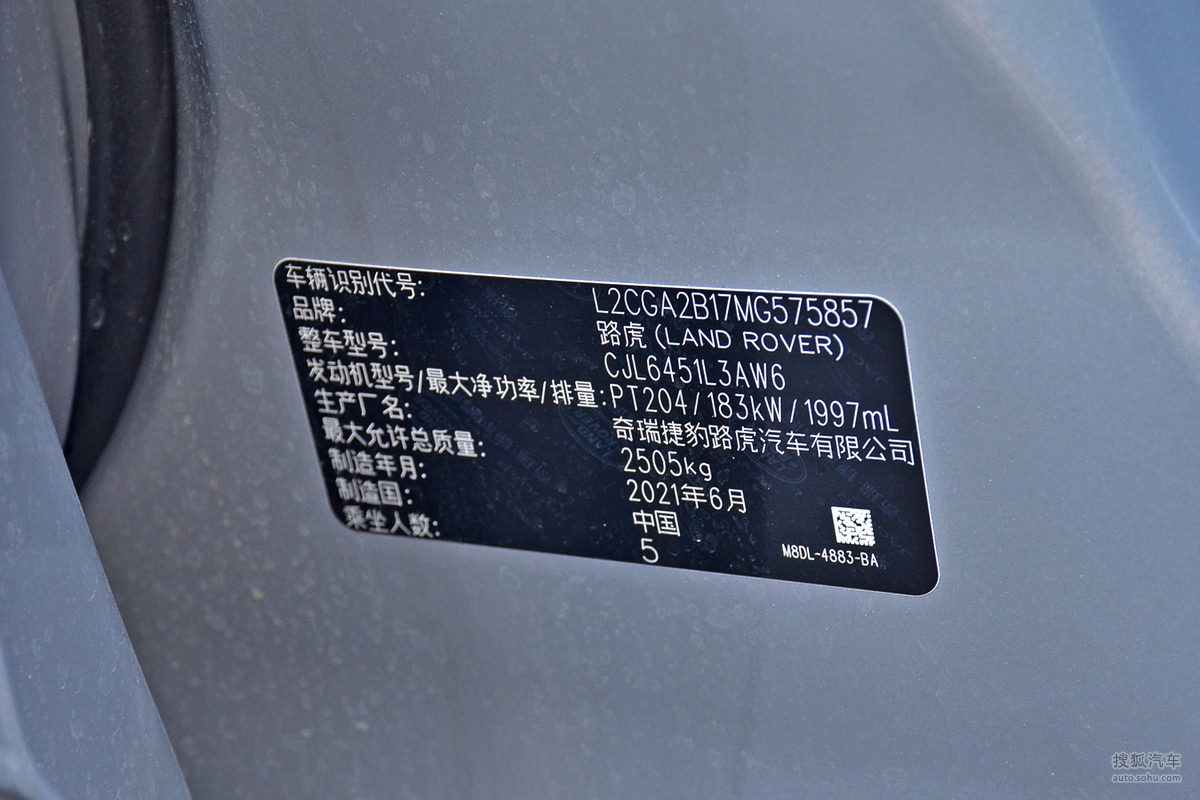 车辆识别代号: L2CGA2B17MG575857
品牌: 路虎 (LAND ROVER)
整车型号: CJL6451L3AW6
发动机型号/最大净功率/排量: PT204/183kW/1997mL
生产厂名: 奇瑞捷豹路虎汽车有限公司
最大允许总质量: 2505kg
制造年月: 2021年6月
制造国: 中国
乘坐人数: 5
M8DL-4883-BA
搜狐汽车
auto.sohu.com